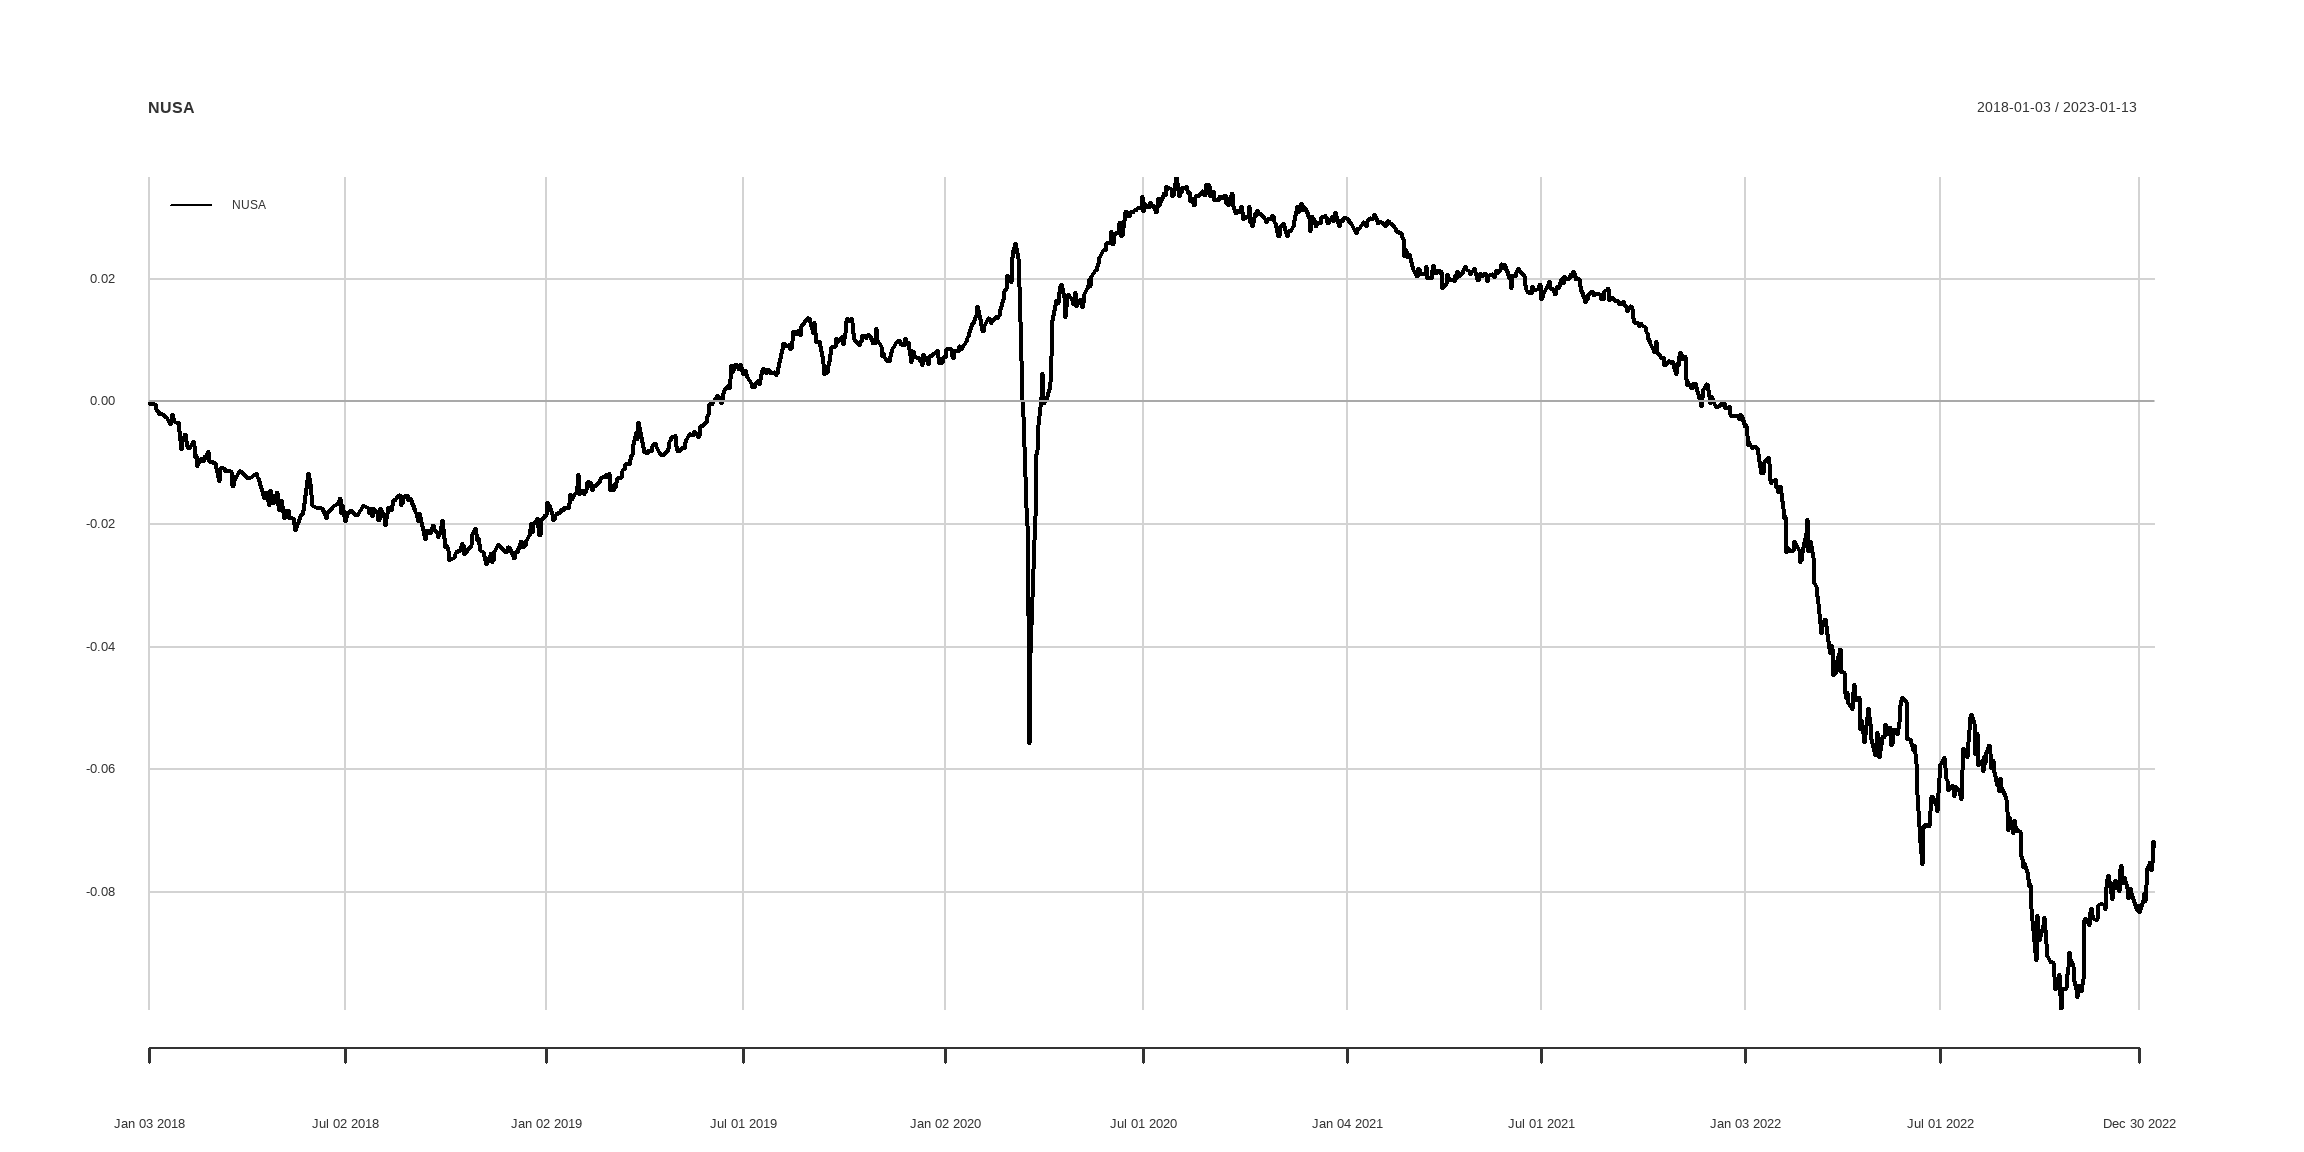 NUSA
2018-01-03 / 2023-01-13
NUSA
0.02
0.00
-0.02
-0.04
-0.06
-0.08
Jan 03 2018
Jul 02 2018
Jan 02 2019
Jul 01 2019
Jan 02 2020
Jul 01 2020
Jan 04 2021
Jul 01 2021
Jan 03 2022
Jul 01 2022
Dec 30 2022